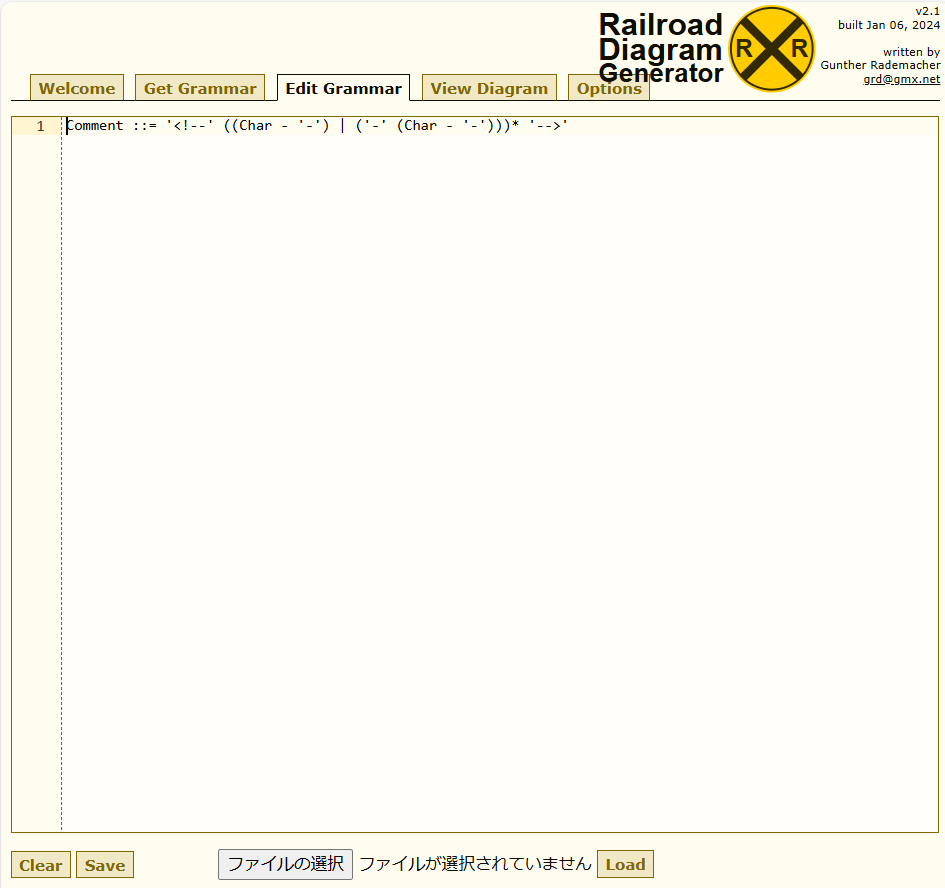 Railroad
Diagram
Generator
R R
v2.1
built Jan 06, 2024
written by
Gunther Rademacher
grd@gmx.net
Welcome Get Grammar Edit Grammar View Diagram Options
1 Comment ::= '<!--' ((Char - '-') | ('-' (Char - '-')))* '-->'
Clear Save ファイルの選択 ファイルが選択されていません Load